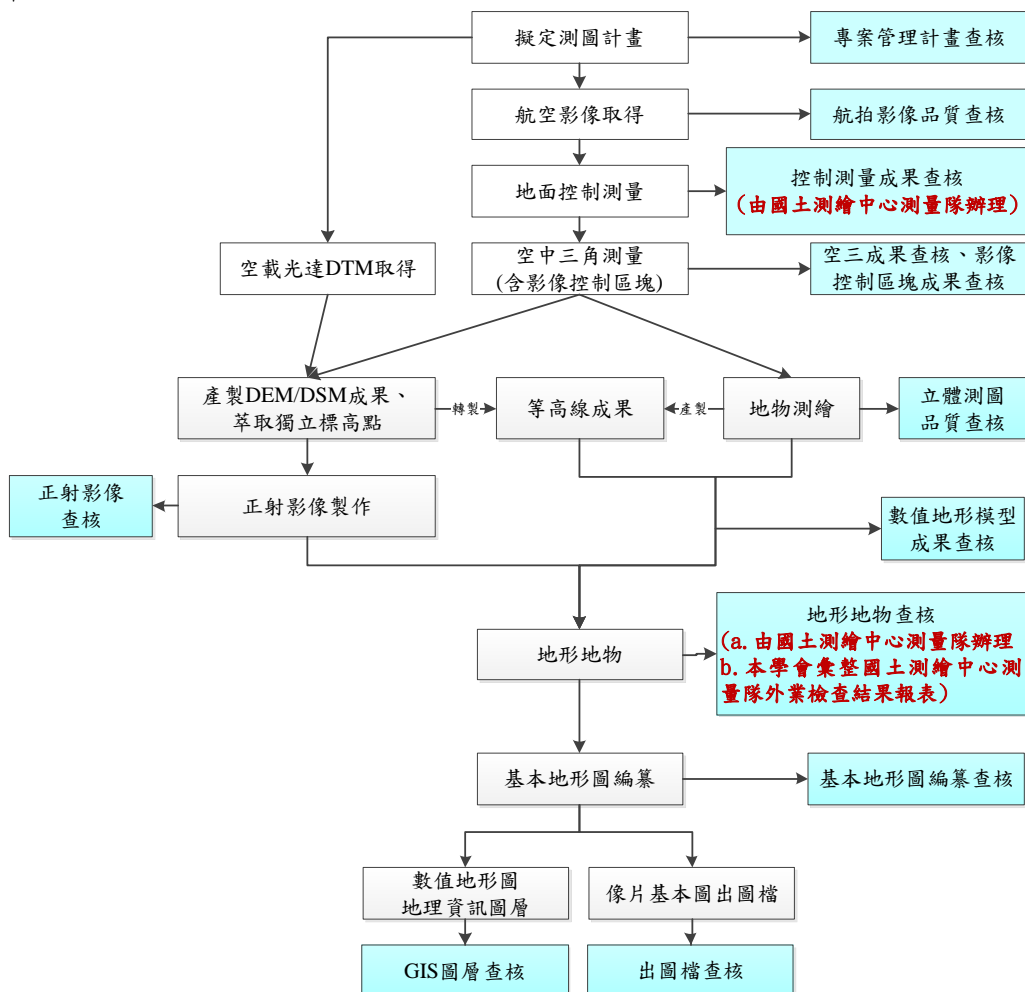 擬定測圖計畫
專案管理計畫查核
航空影像取得
航拍影像品質查核
地面控制測量
控制測量成果查核
(由國土測繪中心測量隊辦理)
空載光達DTM取得
空中三角測量
(含影像控制區塊)
空三成果查核、影像
控制區塊成果查核
產製DEM/DSM成果、
萃取獨立標高點
轉製
等高線成果
產製
地物測繪
立體測圖
品質查核
正射影像
查核
正射影像製作
數值地形模型
成果查核
地形地物
地形地物查核
(a.由國土測繪中心測量隊辦理
b.本學會彙整國土測繪中心測
量隊外業檢查結果報表)
基本地形圖編纂
基本地形圖編纂查核
數值地形圖
地理資訊圖層
像片基本圖出圖檔
GIS圖層查核
出圖檔查核